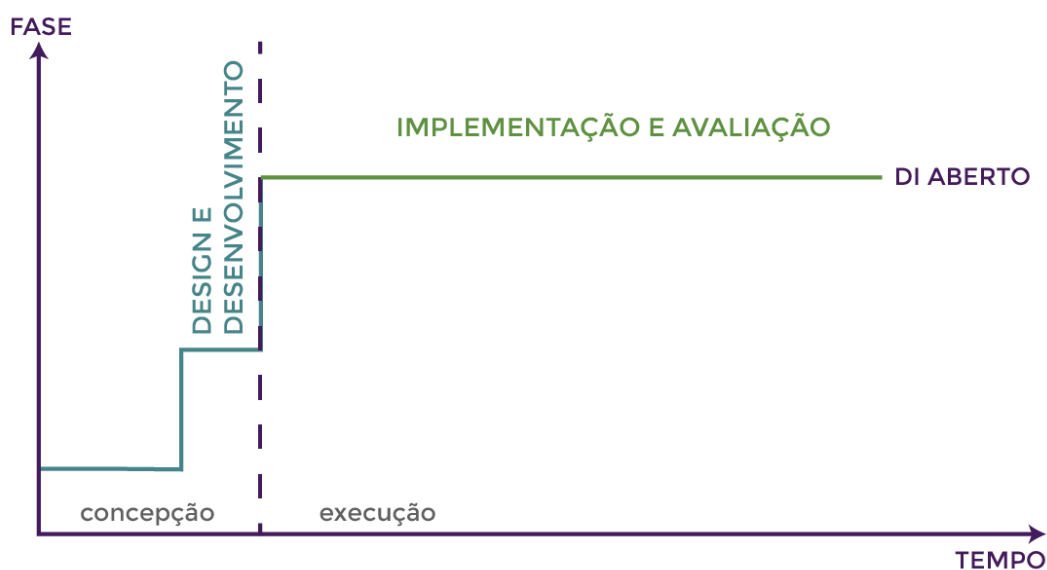 FASE
DESIGN E
DESENVOLVIMENTO
IMPLEMENTAÇÃO E AVALIAÇÃO
DI ABERTO
concepção
execução
TEMPO